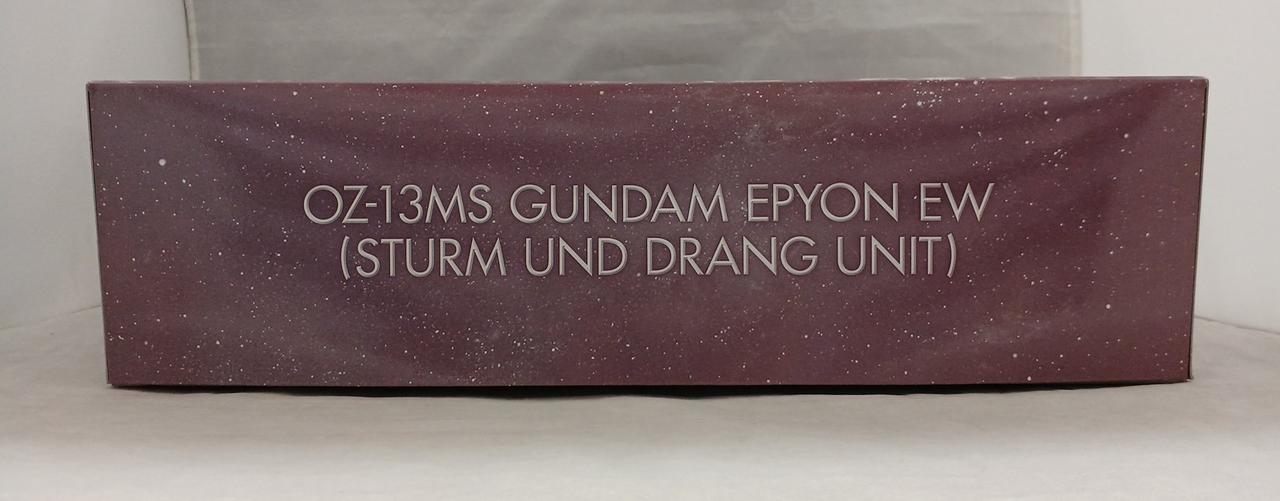 OZ-13MS GUNDAM EPYON EW
(STURM UND DRANG UNIT)